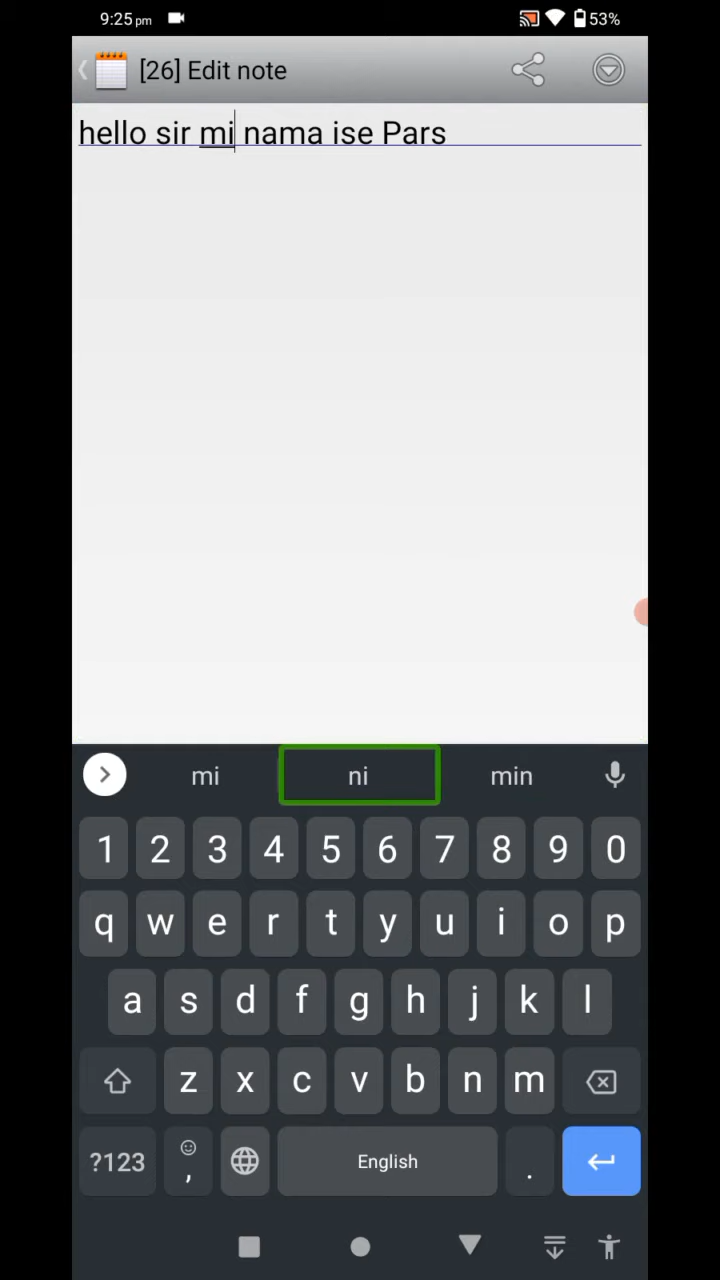 9:25 pm
53%
[26] Edit note
hello sir mi nama ise Pars
mi ni min
1 2 3 4 5 6 7 8 9 0
q w e r t y u i o p
a s d f g h j k l
z x c v b n m
?123 , English .